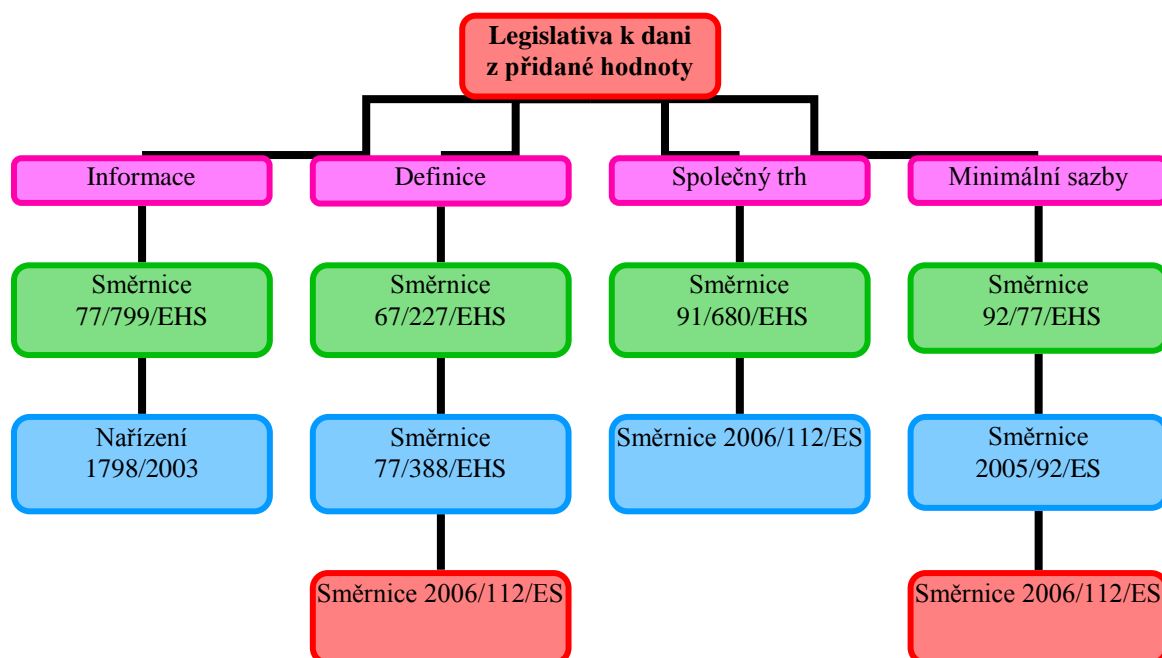 Legislativa k dani
z přidané hodnoty
Informace
Definice
Společný trh
Minimální sazby
Směrnice
77/799/EHS
Směrnice
67/227/EHS
Směrnice
91/680/EHS
Směrnice
92/77/EHS
Nařízení
1798/2003
Směrnice
77/388/EHS
Směrnice 2006/112/ES
Směrnice
2005/92/ES
Směrnice 2006/112/ES
Směrnice 2006/112/ES